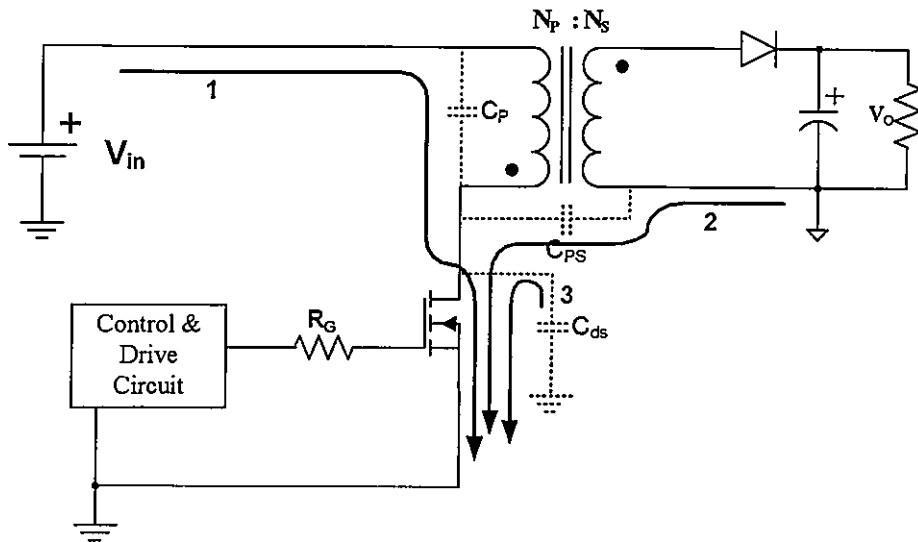 N_P : N_S
1
C_P
+
V_in
+
V_o
2
C_PS
3
C_ds
R_G
Control &
Drive
Circuit